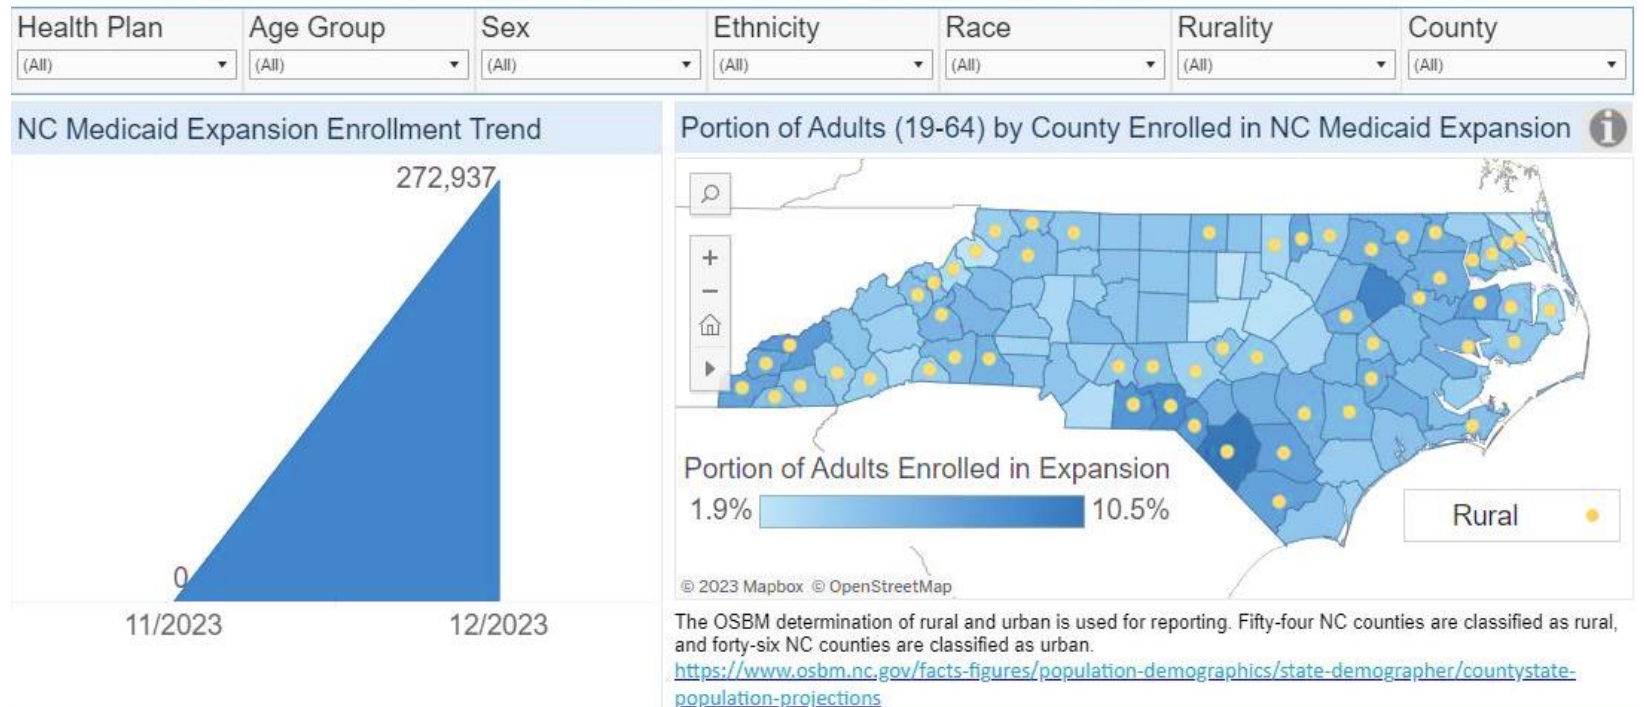 Health Plan
(All)
Age Group
(All)
Sex
(All)
Ethnicity
(All)
Race
(All)
Rurality
(All)
County
(All)
NC Medicaid Expansion Enrollment Trend
272,937
0
11/2023
12/2023
Portion of Adults (19-64) by County Enrolled in NC Medicaid Expansion
Portion of Adults Enrolled in Expansion
1.9%
10.5%
Rural
© 2023 Mapbox © OpenStreetMap
The OSBM determination of rural and urban is used for reporting. Fifty-four NC counties are classified as rural,
and forty-six NC counties are classified as urban.
https://www.osbm.nc.gov/facts-figures/population-demographics/state-demographer/countystate-
population-projections